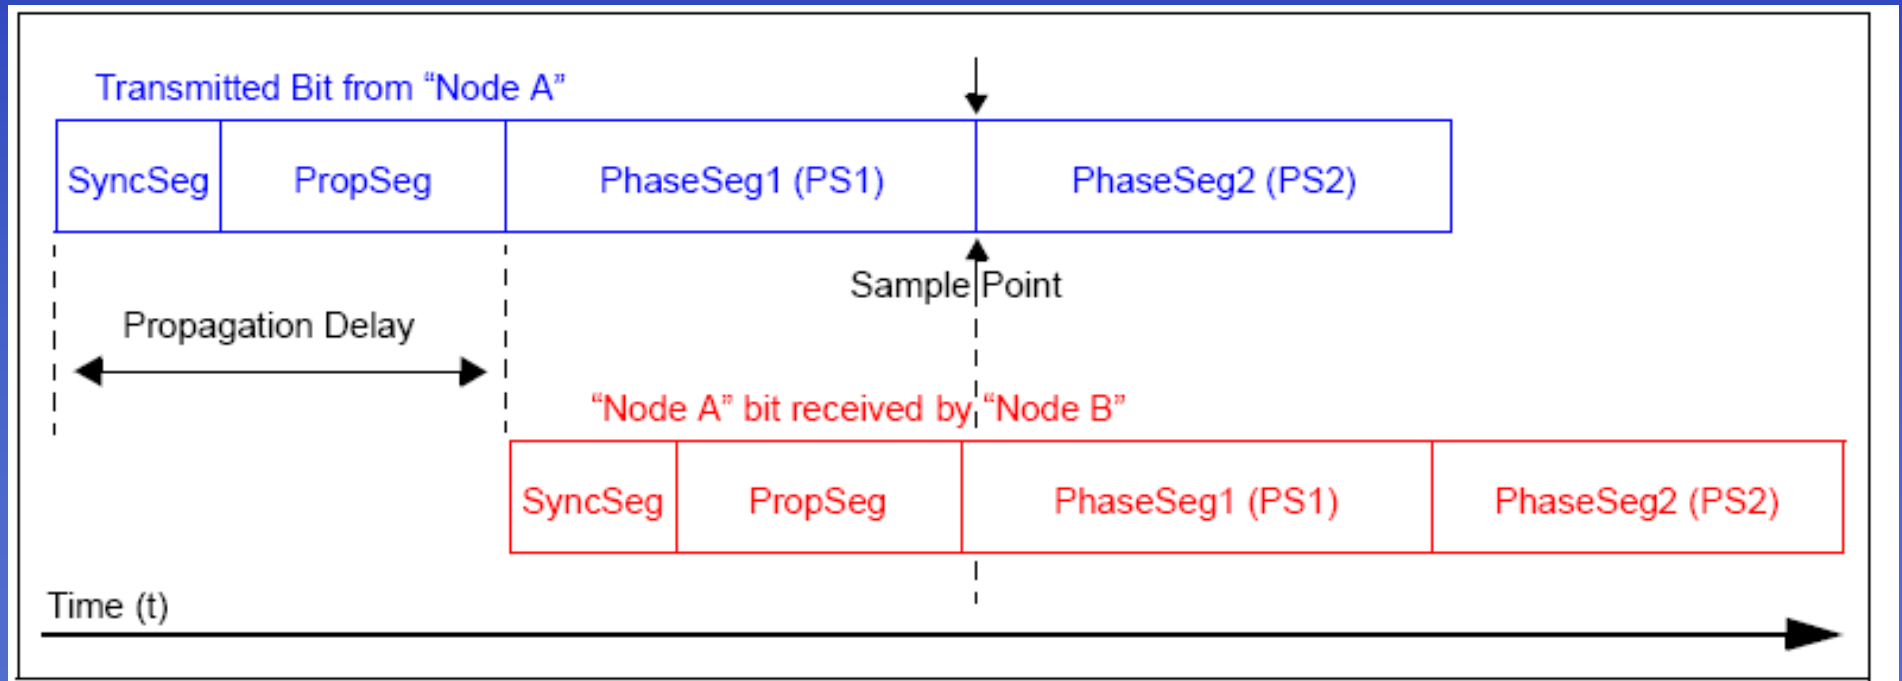 Transmitted Bit from “Node A”
SyncSeg PropSeg PhaseSeg1 (PS1) PhaseSeg2 (PS2)
Sample Point
Propagation Delay
“Node A” bit received by “Node B”
SyncSeg PropSeg PhaseSeg1 (PS1) PhaseSeg2 (PS2)
Time (t)